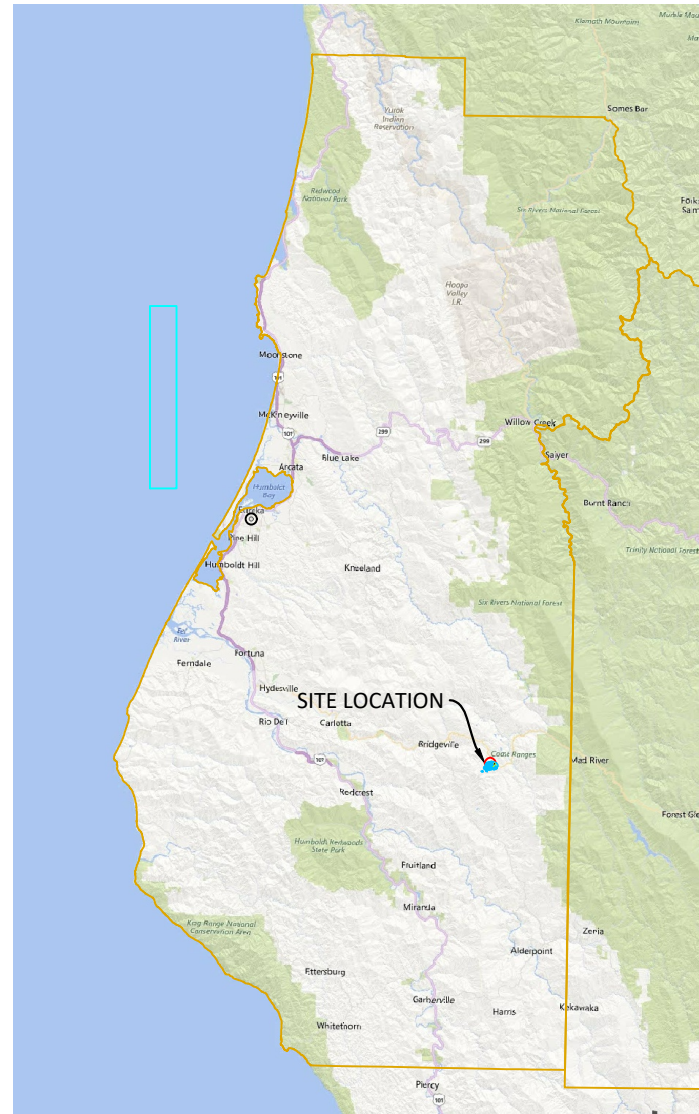 Klamath Mountains
Somes Bar
Yurok
Indian
Reservation
Redwood
National Park
Six Rivers National Forest
Hoopa
Valley
I.R.
Moonstone
101
McKinleyville
101
299
Willow Creek
299
Blue Lake
Salyer
Arcata
Humboldt
Bay
Burnt Ranch
Eureka
Pine Hill
Trinity National Forest
Humboldt Hill
Kneeland
Six Rivers National Forest
Eel
River
Ferndale
Fortuna
Hydesville
SITE LOCATION
Rio Dell
Carlotta
Bridgeville
Coast Ranges
Mad River
101
Redcrest
Humboldt Redwoods
State Park
Fruitland
Miranda
King Range National
Conservation Area
Zenia
Alderpoint
Ettersburg
Garberville
Harris
Kekawaka
Whitethorn
Piercy
101